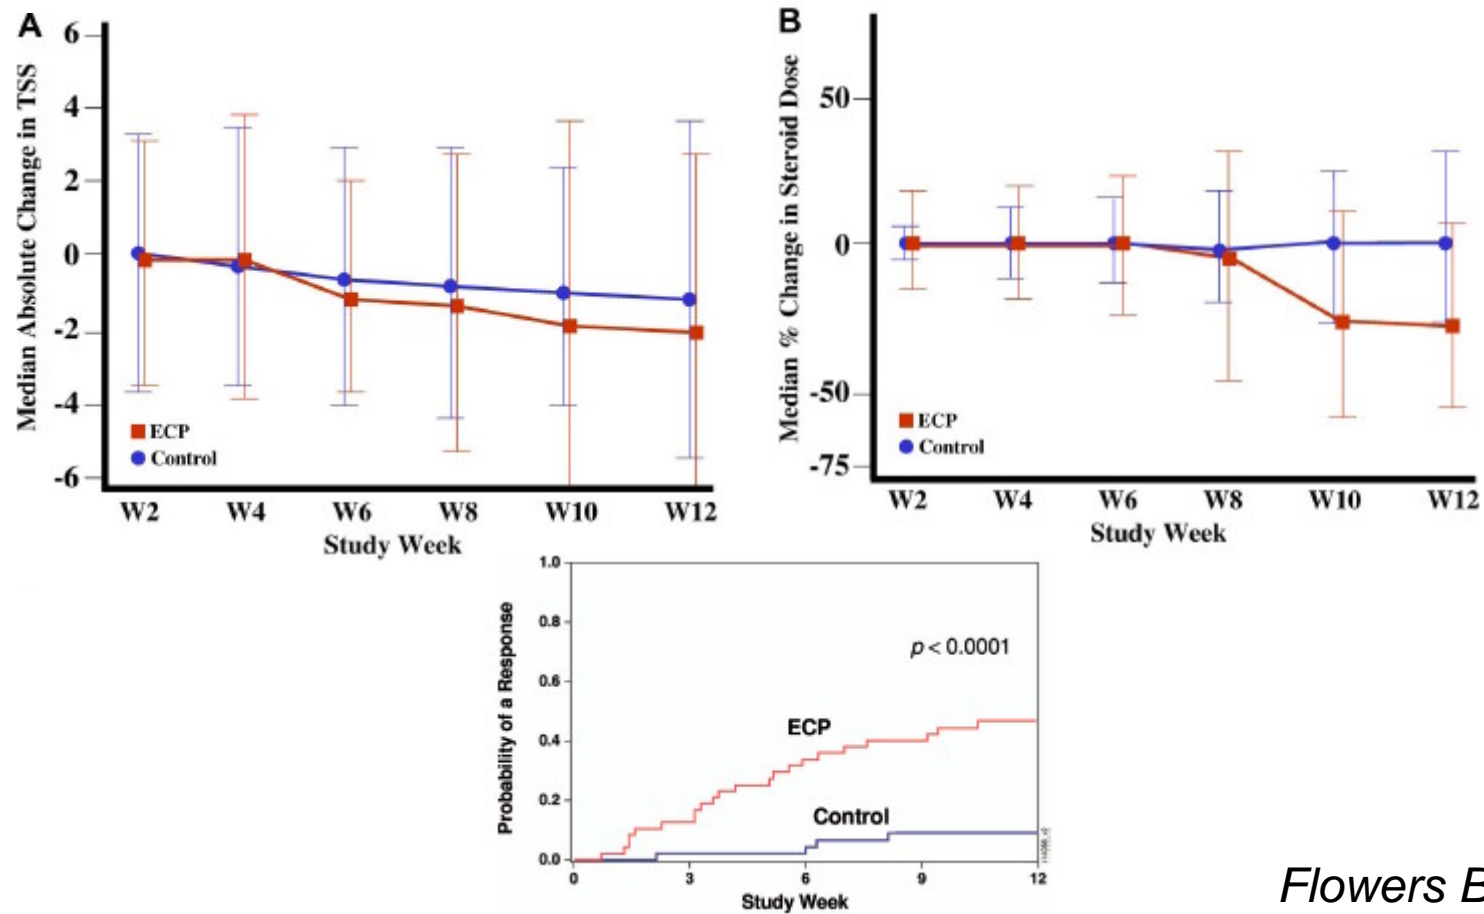 A
Median Absolute Change in TSS
6
4
2
0
-2
-4
-6
ECP
Control
W2 W4 W6 W8 W10 W12
Study Week
B
Median % Change in Steroid Dose
50
0
-50
-75
ECP
Control
W2 W4 W6 W8 W10 W12
Study Week
Probability of a Response
1.0
0.8
0.6
0.4
0.2
0.0
p < 0.0001
ECP
Control
0 3 6 9 12
Study Week
Flowers B